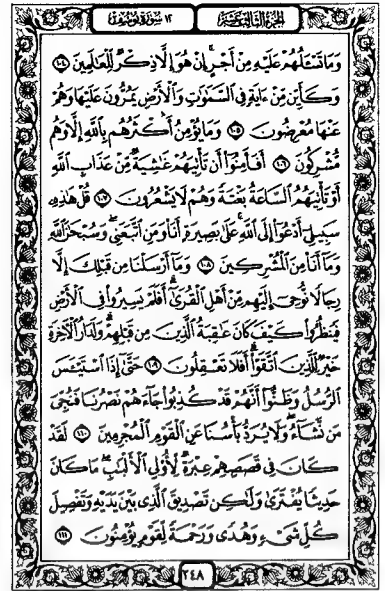 الجزء الثالث عشر
١٢ سورة يوسف
وَمَا تَسْـَٔلُهُمْ عَلَيْهِ مِنْ أَجْرٍ ۚ إِنْ هُوَ إِلَّا ذِكْرٌ لِّلْعَٰلَمِينَ ١٠٤
وَكَأَيِّن مِّنْ ءَايَةٍ فِى ٱلسَّمَٰوَٰتِ وَٱلْأَرْضِ يَمُرُّونَ عَلَيْهَا وَهُمْ
عَنْهَا مُعْرِضُونَ ١٠٥ وَمَا يُؤْمِنُ أَكْثَرُهُم بِٱللَّهِ إِلَّا وَهُم
مُّشْرِكُونَ ١٠٦ أَفَأَمِنُوٓا۟ أَن تَأْتِيَهُمْ غَٰشِيَةٌ مِّنْ عَذَابِ ٱللَّهِ
أَوْ تَأْتِيَهُمُ ٱلسَّاعَةُ بَغْتَةً وَهُمْ لَا يَشْعُرُونَ ١٠٧ قُلْ هَٰذِهِۦ
سَبِيلِىٓ أَدْعُوٓا۟ إِلَى ٱللَّهِ ۚ عَلَىٰ بَصِيرَةٍ أَنَا۠ وَمَنِ ٱتَّبَعَنِى ۖ وَسُبْحَٰنَ ٱللَّهِ
وَمَآ أَنَا۠ مِنَ ٱلْمُشْرِكِينَ ١٠٨ وَمَآ أَرْسَلْنَا مِن قَبْلِكَ إِلَّا
رِجَالًا نُّوحِىٓ إِلَيْهِم مِّنْ أَهْلِ ٱلْقُرَىٰٓ ۗ أَفَلَمْ يَسِيرُوا۟ فِى ٱلْأَرْضِ
فَيَنظُرُوا۟ كَيْفَ كَانَ عَٰقِبَةُ ٱلَّذِينَ مِن قَبْلِهِمْ ۗ وَلَدَارُ ٱلْءَاخِرَةِ
خَيْرٌ لِّلَّذِينَ ٱتَّقَوْا۟ ۗ أَفَلَا تَعْقِلُونَ ١٠٩ حَتَّىٰٓ إِذَا ٱسْتَيْـَٔسَ
ٱلرُّسُلُ وَظَنُّوٓا۟ أَنَّهُمْ قَدْ كُذِبُوا۟ جَآءَهُمْ نَصْرُنَا فَنُجِّىَ
مَن نَّشَآءُ ۖ وَلَا يُرَدُّ بَأْسُنَا عَنِ ٱلْقَوْمِ ٱلْمُجْرِمِينَ ١١٠ لَقَدْ
كَانَ فِى قَصَصِهِمْ عِبْرَةٌ لِّأُو۟لِى ٱلْأَلْبَٰبِ ۗ مَا كَانَ
حَدِيثًا يُفْتَرَىٰ وَلَٰكِن تَصْدِيقَ ٱلَّذِى بَيْنَ يَدَيْهِ وَتَفْصِيلَ
كُلِّ شَىْءٍ وَهُدًى وَرَحْمَةً لِّقَوْمٍ يُؤْمِنُونَ ١١١
٢٤٨